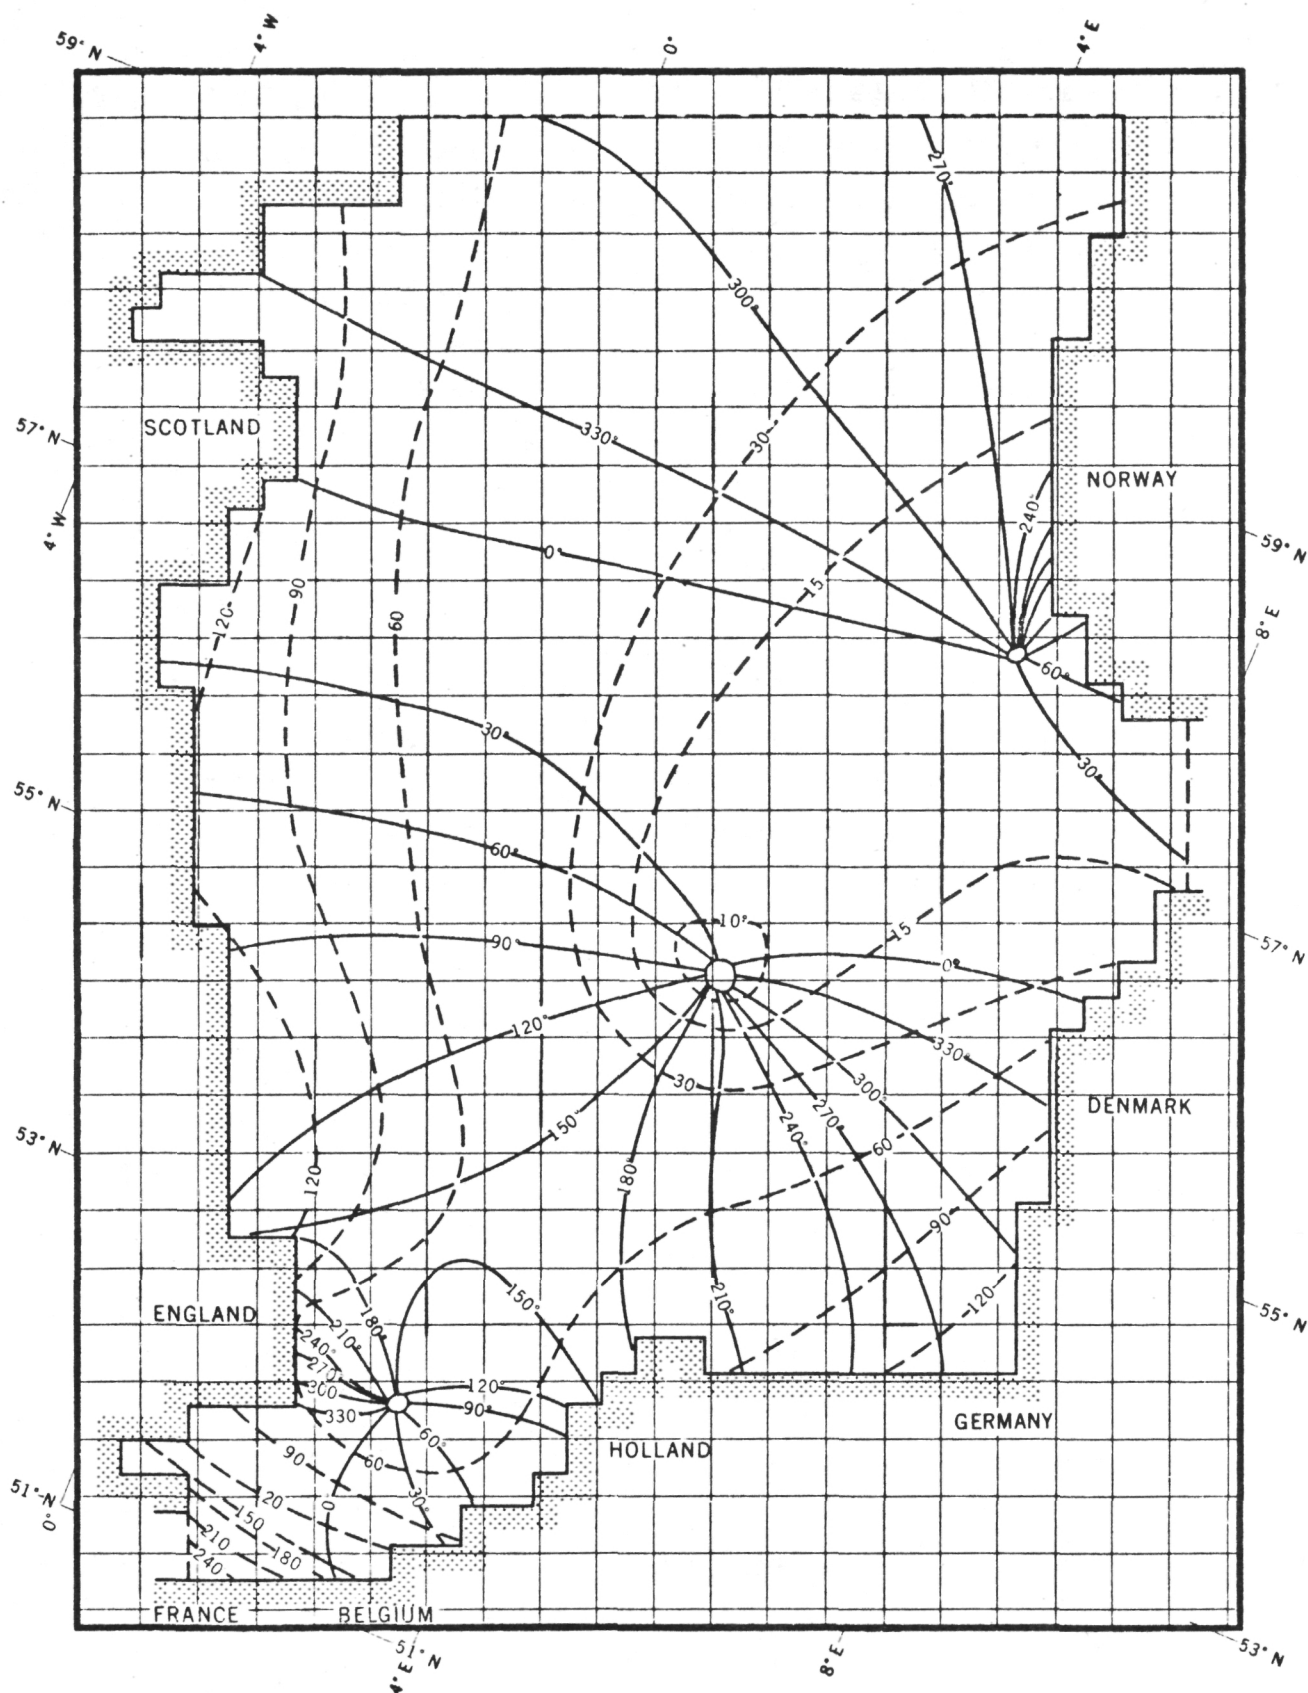 59° N
4° W
0°
4° E
270°
300°
SCOTLAND
57° N
330°
30
NORWAY
240°
4° W
0°
59° N
15
90
120
60
8° E
60°
30°
30°
55° N
60°
10°
90°
15
57° N
0°
120°
330°
30
300°
DENMARK
270°
240°
150°
53° N
60
180°
120
90
ENGLAND
150°
210°
120
55° N
180°
210°
240°
270
300
120°
330
90°
GERMANY
60°
HOLLAND
90
60
51° N
120
30°
0
0°
150
210
180
240
FRANCE
BELGIUM
51° N
4° E
8° E
53° N